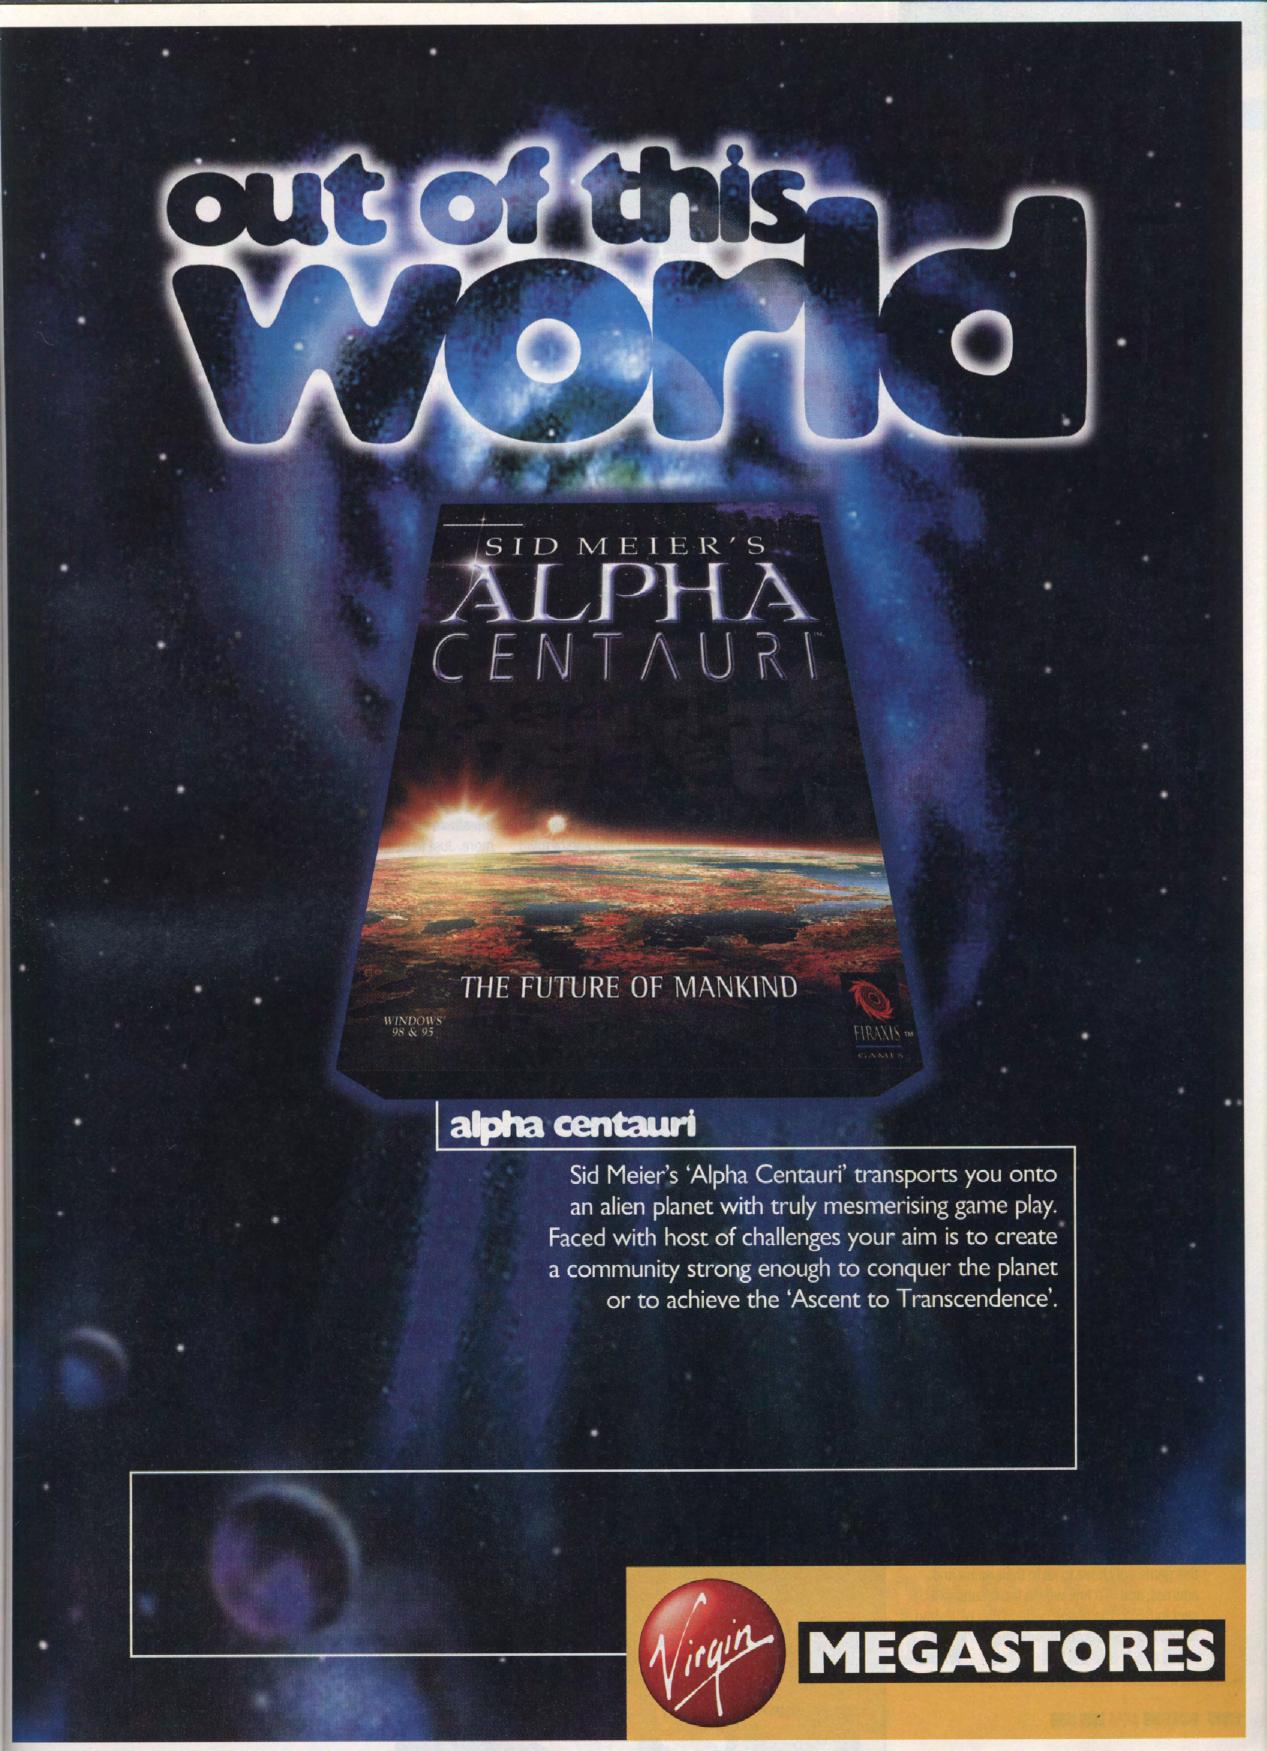 out of this
world
SID MEIER'S
ALPHA
CENTAURI™
THE FUTURE OF MANKIND
WINDOWS®
98 & 95
FIRAXIS™
GAMES
alpha centauri
Sid Meier's 'Alpha Centauri' transports you onto
an alien planet with truly mesmerising game play.
Faced with host of challenges your aim is to create
a community strong enough to conquer the planet
or to achieve the 'Ascent to Transcendence'.
Virgin
MEGASTORES